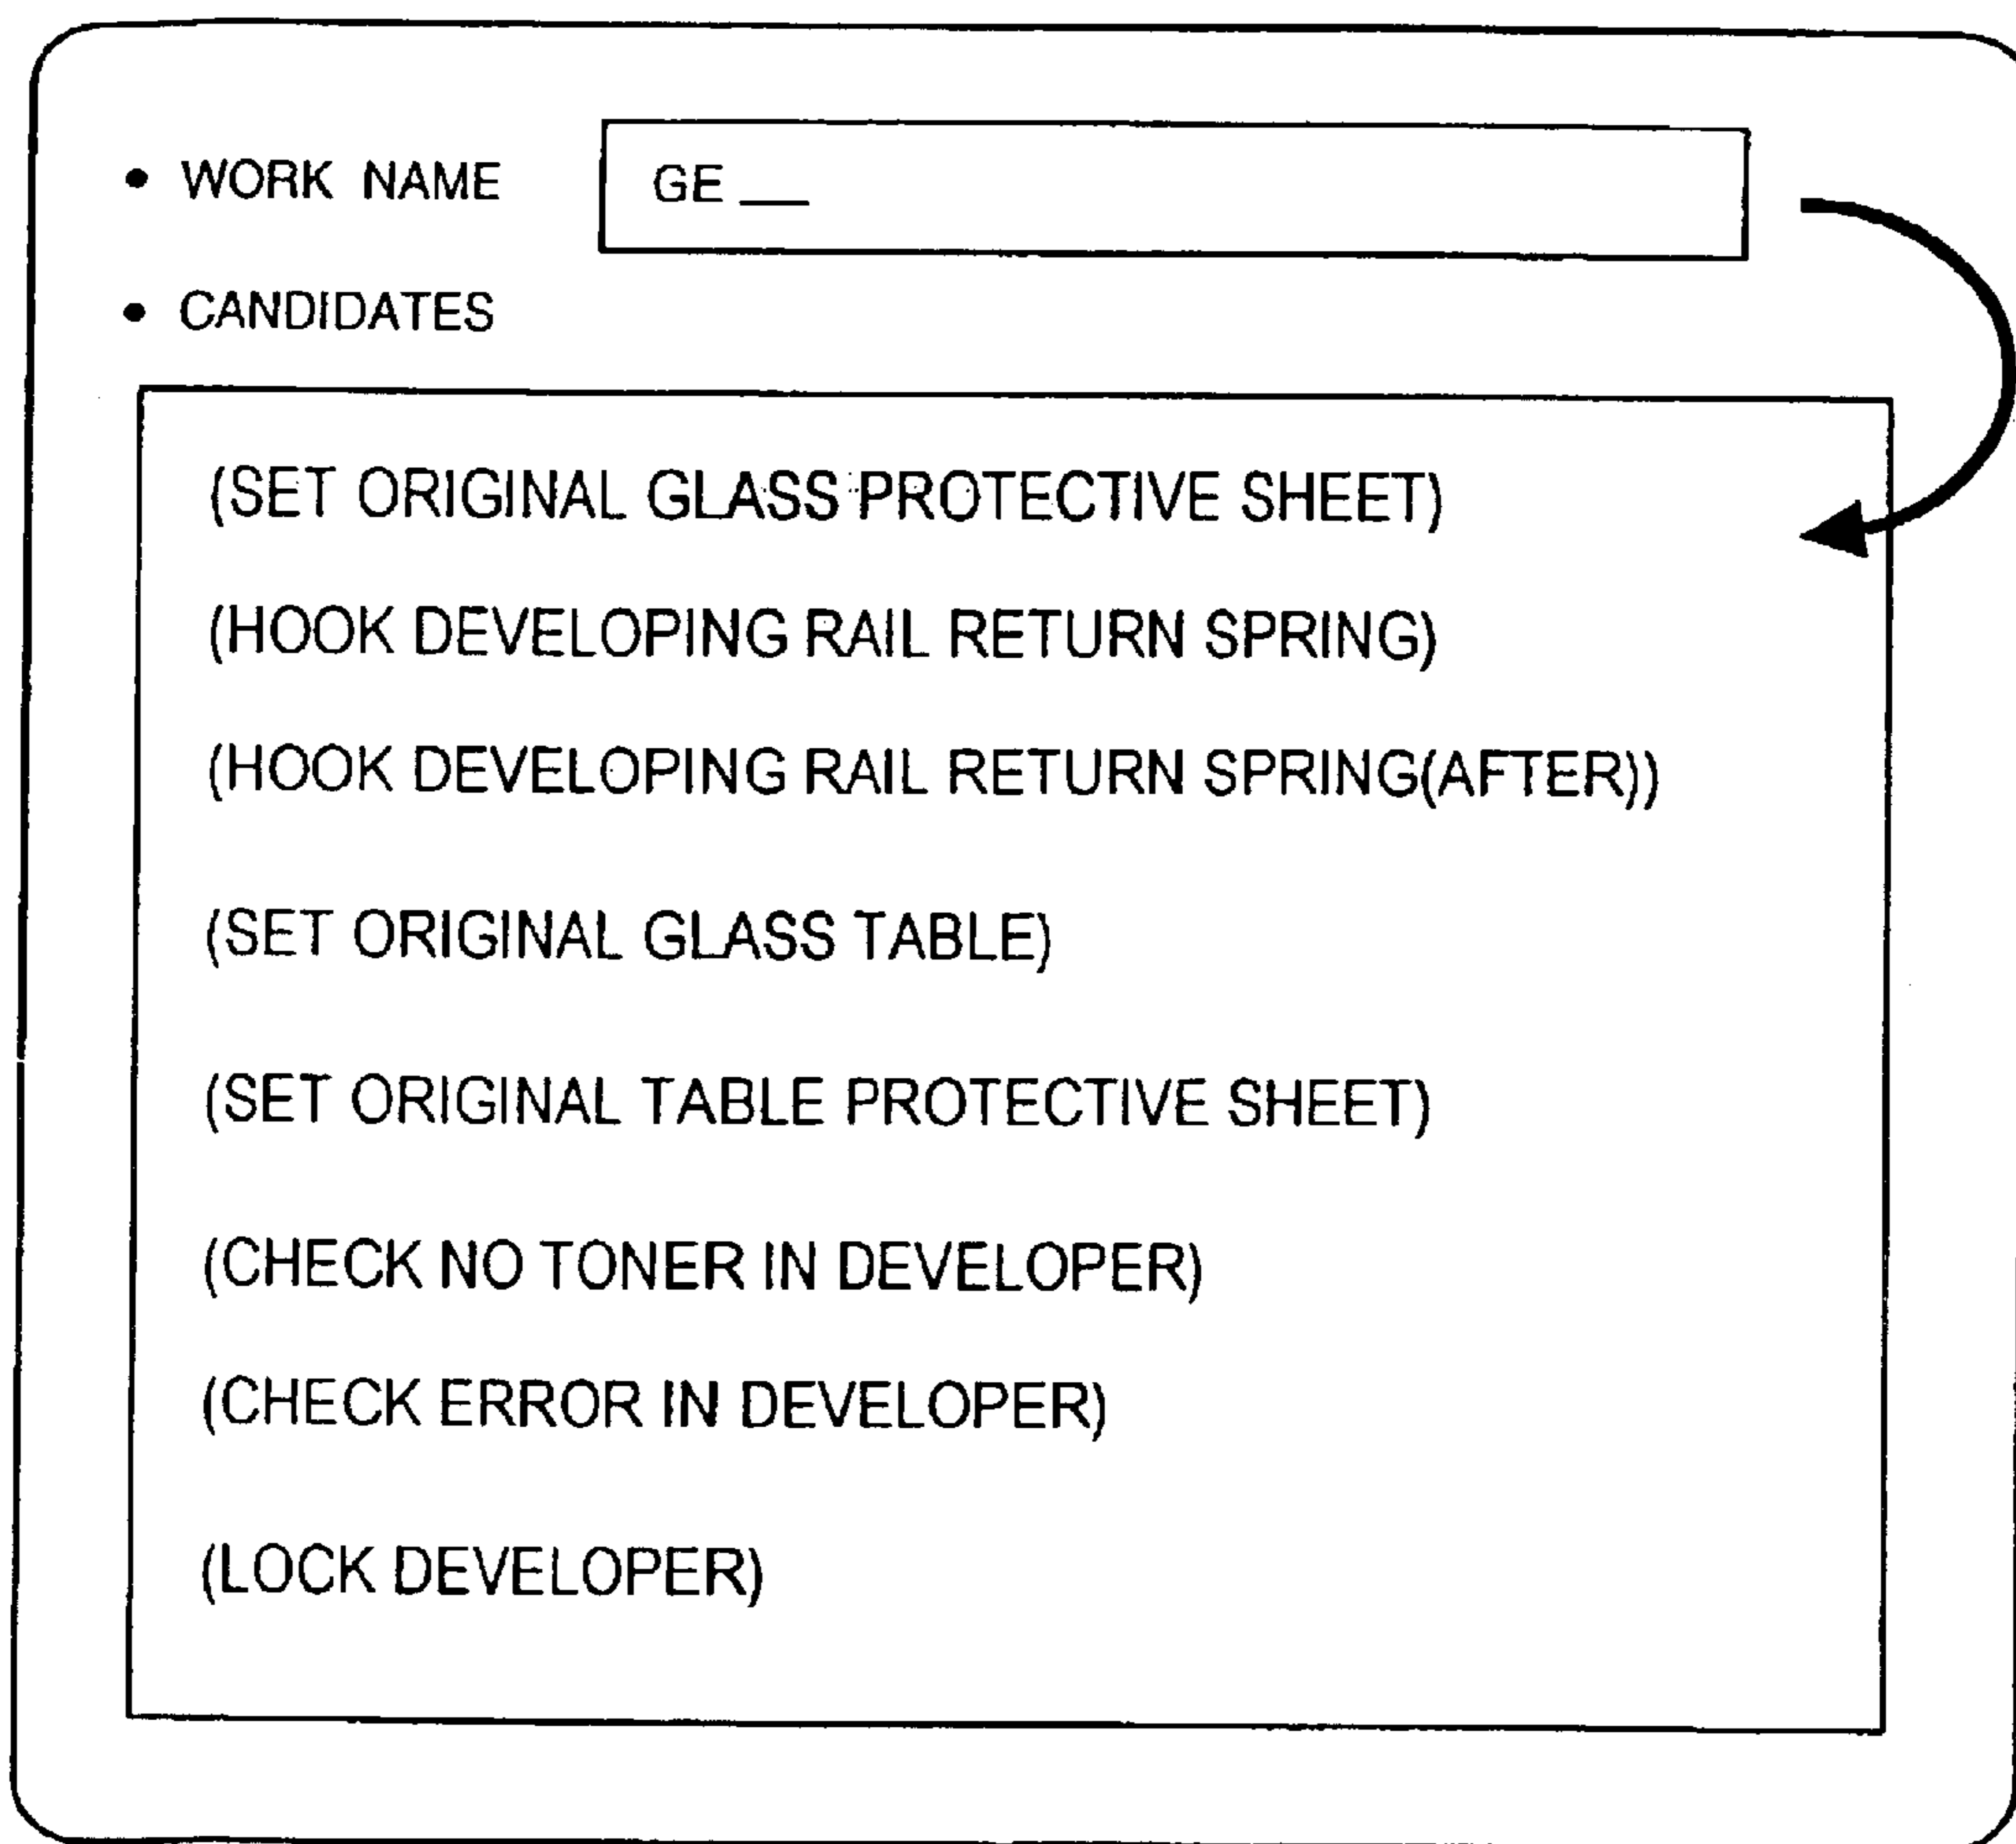 • WORK NAME GE __
• CANDIDATES
(SET ORIGINAL GLASS PROTECTIVE SHEET)
(HOOK DEVELOPING RAIL RETURN SPRING)
(HOOK DEVELOPING RAIL RETURN SPRING(AFTER))
(SET ORIGINAL GLASS TABLE)
(SET ORIGINAL TABLE PROTECTIVE SHEET)
(CHECK NO TONER IN DEVELOPER)
(CHECK ERROR IN DEVELOPER)
(LOCK DEVELOPER)